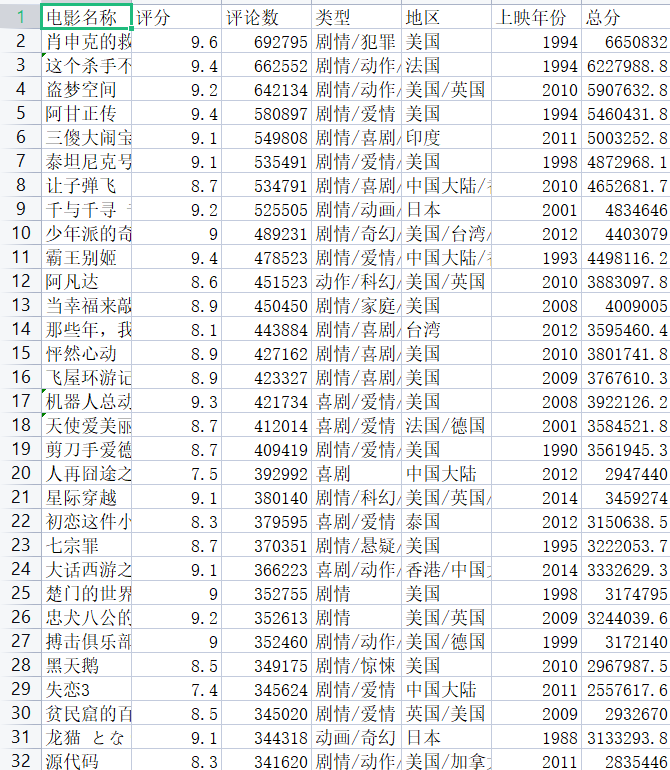 1 电影名称 评分 评论数 类型 地区 上映年份 总分
2 肖申克的救 9.6 692795 剧情/犯罪 美国 1994 6650832
3 这个杀手不 9.4 662552 剧情/动作/ 法国 1994 6227988.8
4 盗梦空间 9.2 642134 剧情/动作/ 美国/英国 2010 5907632.8
5 阿甘正传 9.4 580897 剧情/爱情 美国 1994 5460431.8
6 三傻大闹宝 9.1 549808 剧情/喜剧/ 印度 2011 5003252.8
7 泰坦尼克号 9.1 535491 剧情/爱情/ 美国 1998 4872968.1
8 让子弹飞 8.7 534791 剧情/喜剧/ 中国大陆/ 2010 4652681.7
9 千与千寻 9.2 525505 剧情/动画/ 日本 2001 4834646
10 少年派的奇 9 489231 剧情/奇幻/ 美国/台湾/ 2012 4403079
11 霸王别姬 9.4 478523 剧情/爱情/ 中国大陆/ 1993 4498116.2
12 阿凡达 8.6 451523 动作/科幻/ 美国/英国 2010 3883097.8
13 当幸福来敲 8.9 450450 剧情/家庭/ 美国 2008 4009005
14 那些年，我 8.1 443884 剧情/喜剧/ 台湾 2012 3595460.4
15 怦然心动 8.9 427162 剧情/喜剧/ 美国 2010 3801741.8
16 飞屋环游记 8.9 423327 剧情/喜剧/ 美国 2009 3767610.3
17 机器人总动 9.3 421734 喜剧/爱情/ 美国 2008 3922126.2
18 天使爱美丽 8.7 412014 喜剧/爱情/ 法国/德国 2001 3584521.8
19 剪刀手爱德 8.7 409419 剧情/爱情/ 美国 1990 3561945.3
20 人再囧途之 7.5 392992 喜剧 中国大陆 2012 2947440
21 星际穿越 9.1 380140 剧情/科幻/ 美国/英国/ 2014 3459274
22 初恋这件小 8.3 379595 喜剧/爱情 泰国 2012 3150638.5
23 七宗罪 8.7 370351 剧情/悬疑/ 美国 1995 3222053.7
24 大话西游之 9.1 366223 喜剧/动作/ 香港/中国 2014 3332629.3
25 楚门的世界 9 352755 剧情 美国 1998 3174795
26 忠犬八公的 9.2 352613 剧情 美国/英国 2009 3244039.6
27 搏击俱乐部 9 352460 剧情/动作/ 美国/德国 1999 3172140
28 黑天鹅 8.5 349175 剧情/惊悚 美国 2010 2967987.5
29 失恋3 7.4 345624 剧情/爱情 中国大陆 2011 2557617.6
30 贫民窟的百 8.5 345020 剧情/爱情 英国/美国 2009 2932670
31 龙猫 とな 9.1 344318 动画/奇幻 日本 1988 3133293.8
32 源代码 8.3 341620 剧情/动作/ 美国/加拿 2011 2835446